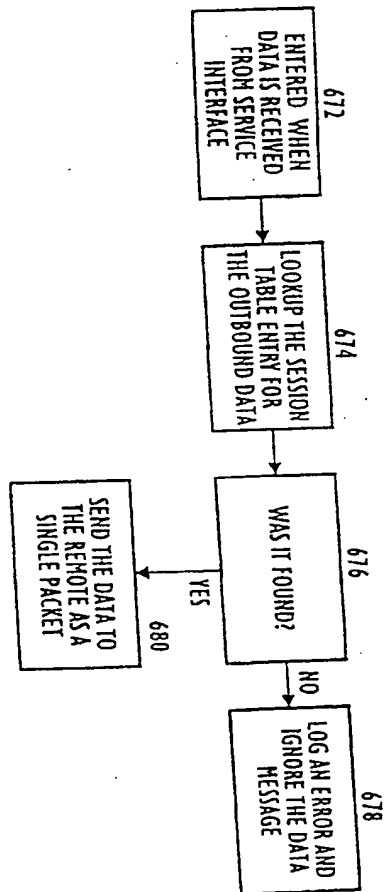 672
ENTERED WHEN
DATA IS RECEIVED
FROM SERVICE
INTERFACE
674
LOOKUP THE SESSION
TABLE ENTRY FOR
THE OUTBOUND DATA
676
WAS IT FOUND?
NO
678
LOG AN ERROR AND
IGNORE THE DATA
MESSAGE
YES
680
SEND THE DATA TO
THE REMOTE AS A
SINGLE PACKET